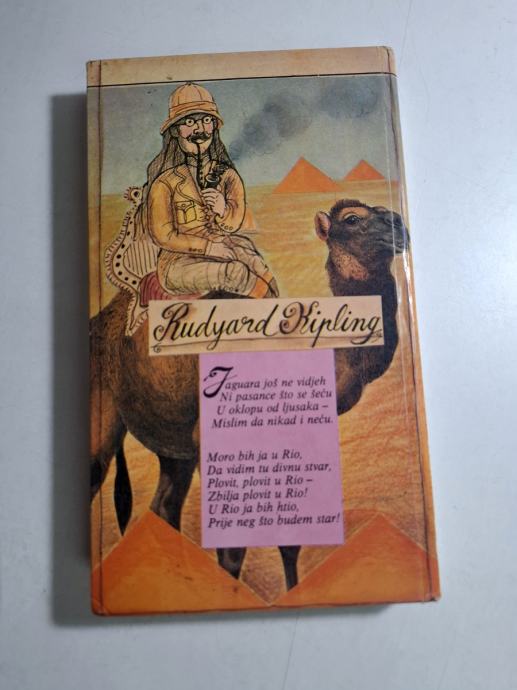 Rudyard Kipling
Jaguara još ne vidjeh
Ni pasance što se šeću
U oklopu od ljusaka –
Mislim da nikad i neću.
Moro bih ja u Rio,
Da vidim tu divnu stvar,
Plovit, plovit u Rio –
Zbilja plovit u Rio!
U Rio ja bih htio,
Prije neg što budem star!